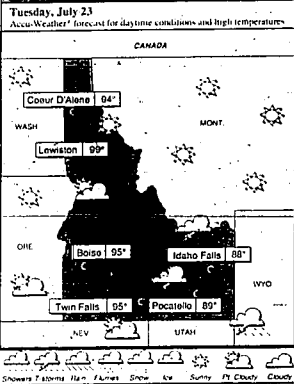 Tuesday, July 23
Accu-Weather® forecast for daytime conditions and high temperatures
CANADA
Coeur D'Alene 94°
WASH
MONT.
Lewiston 99°
ORE
Boise 95°
Idaho Falls 88°
WYO
Twin Falls 95°
Pocatello 89°
NEV
UTAH
Showers T-storms Rain Flurries Snow Ice Sunny Pt. Cloudy Cloudy